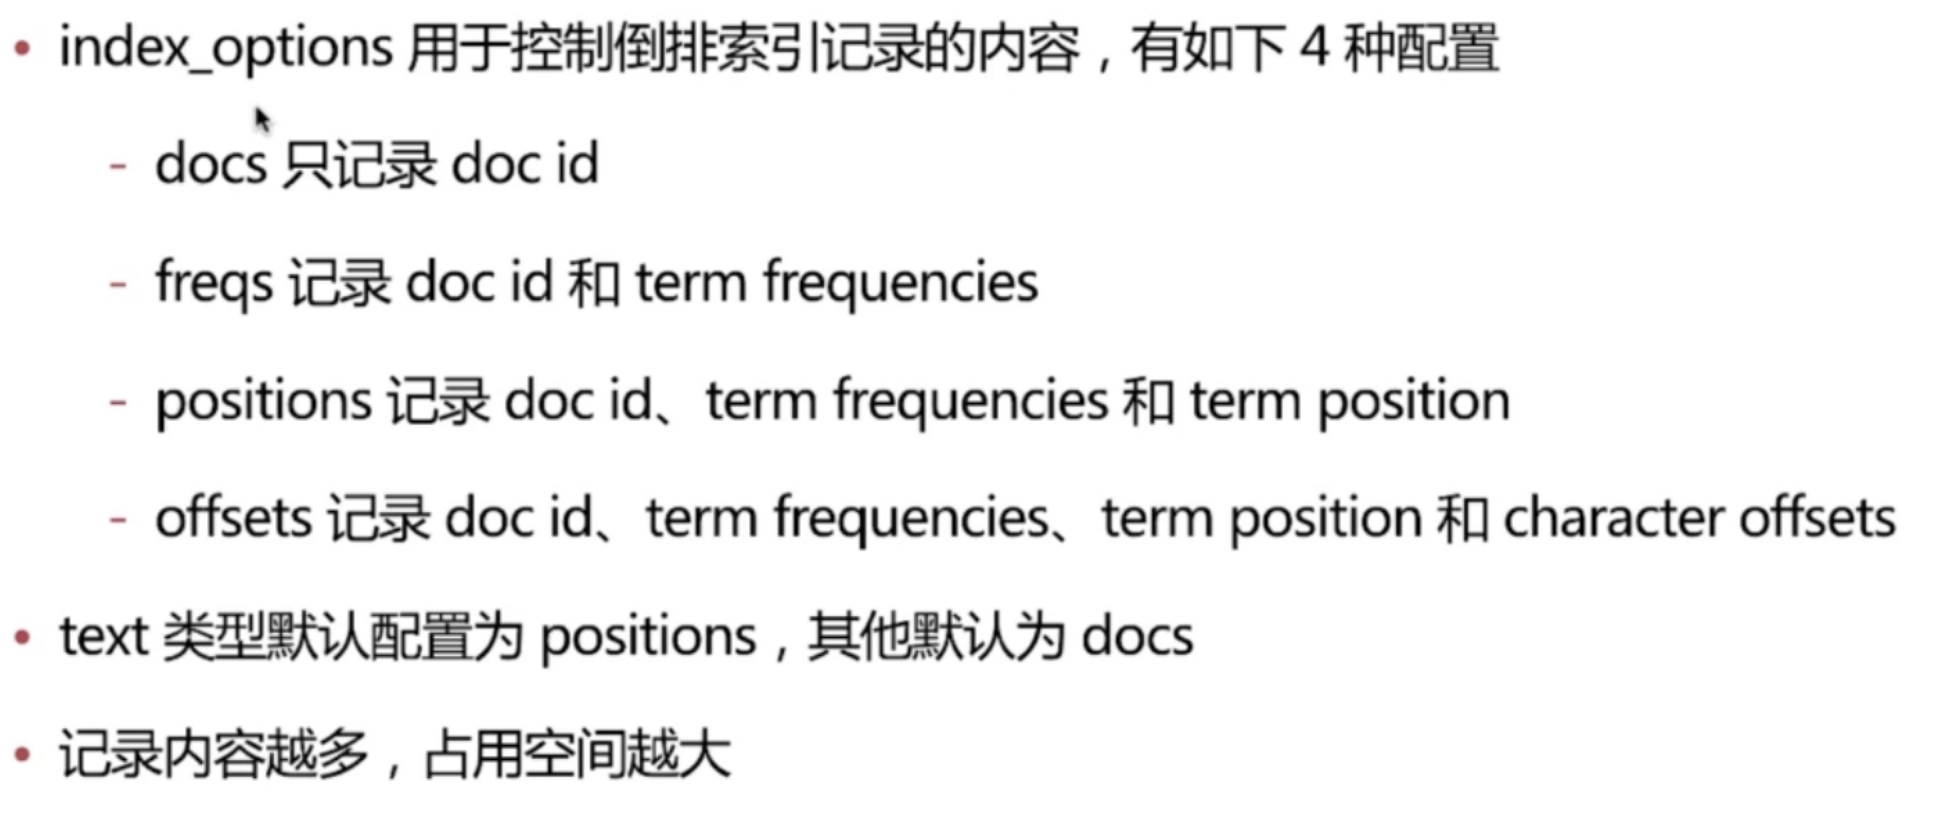 • index_options 用于控制倒排索引记录的内容，有如下 4 种配置
- docs 只记录 doc id
- freqs 记录 doc id 和 term frequencies
- positions 记录 doc id、term frequencies 和 term position
- offsets 记录 doc id、term frequencies、term position 和 character offsets
• text 类型默认配置为 positions，其他默认为 docs
• 记录内容越多，占用空间越大